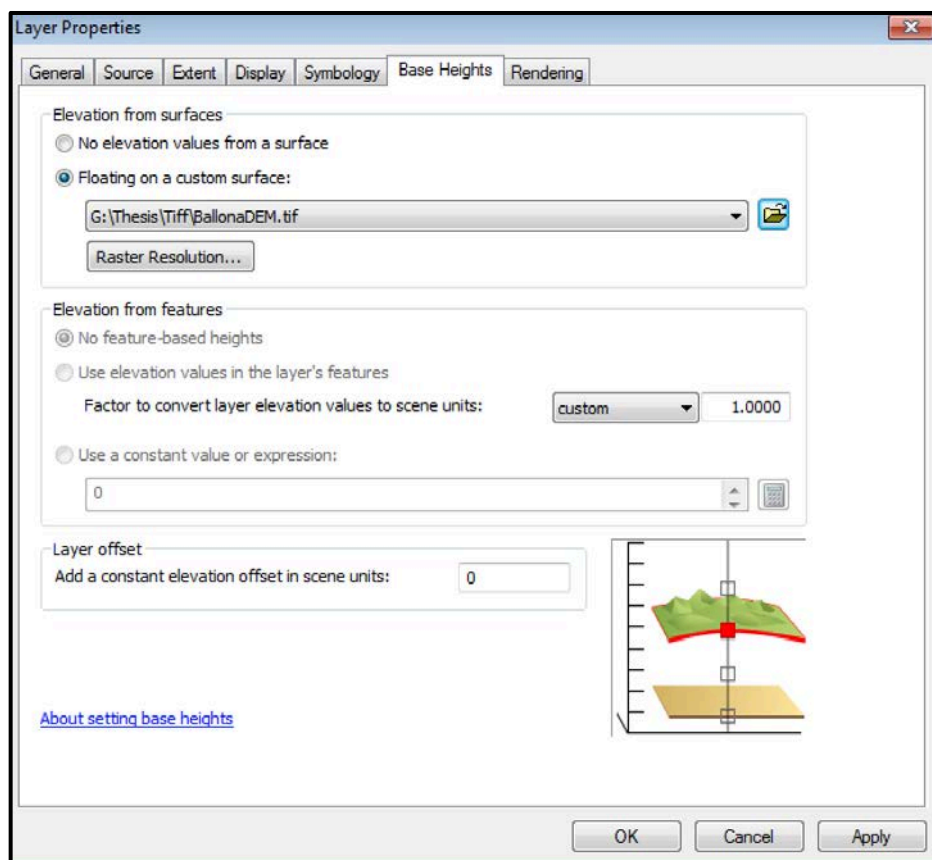 Layer Properties
General Source Extent Display Symbology Base Heights Rendering
Elevation from surfaces
No elevation values from a surface
Floating on a custom surface:
G:\Thesis\Tiff\BallonaDEM.tif
Raster Resolution...
Elevation from features
No feature-based heights
Use elevation values in the layer's features
Factor to convert layer elevation values to scene units: custom 1.0000
Use a constant value or expression:
0
Layer offset
Add a constant elevation offset in scene units: 0
About setting base heights
OK Cancel Apply